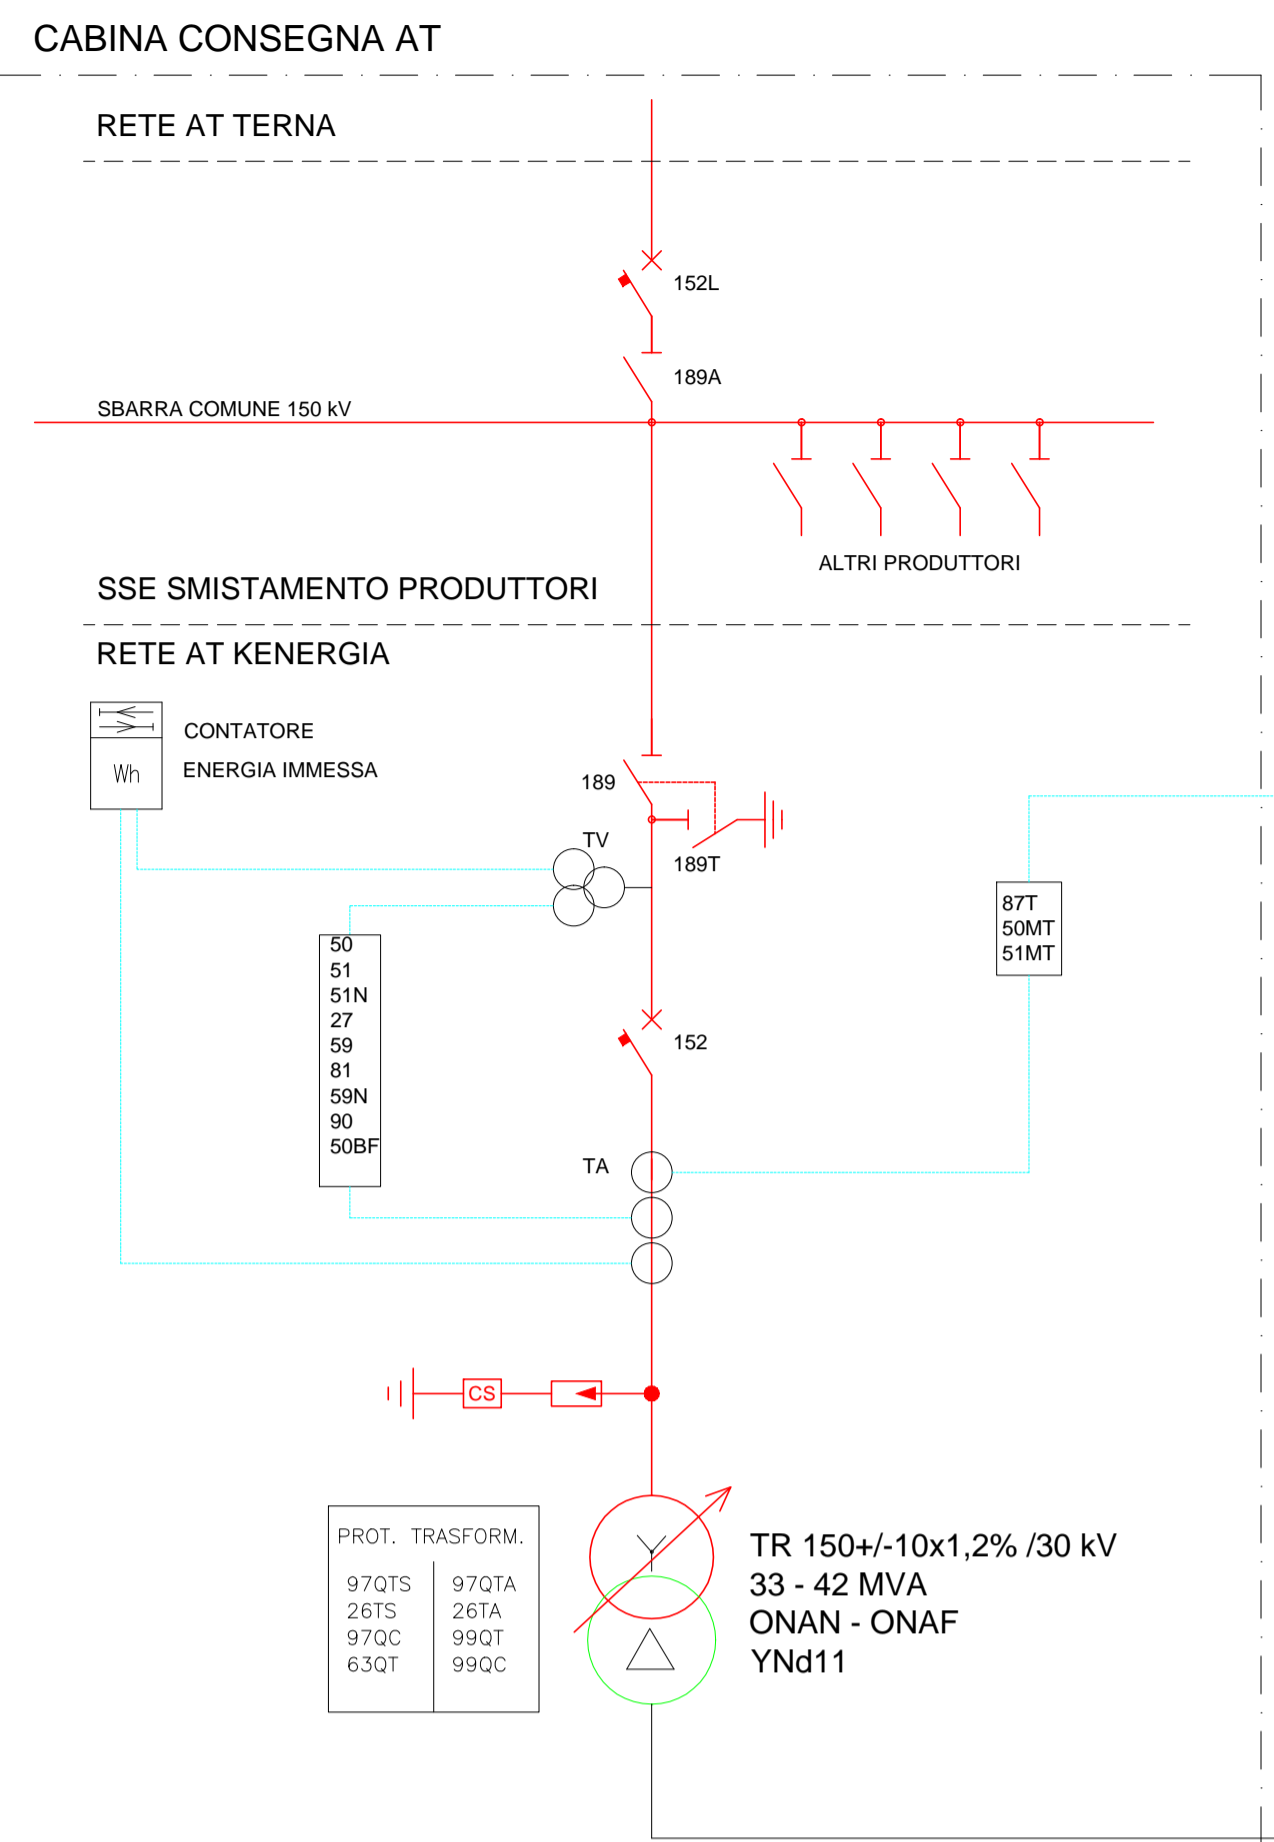 CABINA CONSEGNA AT
RETE AT TERNA
152L
189A
SBARRA COMUNE 150 kV
ALTRI PRODUTTORI
SSE SMISTAMENTO PRODUTTORI
RETE AT KENERGIA
CONTATORE
Wh
ENERGIA IMMESSA
189
TV
189T
87T
50MT
51MT
50
51
51N
27
59
81
59N
90
50BF
152
TA
CS
PROT. TRASFORM.
97QTS 97QTA
26TS 26TA
97QC 99QT
63QT 99QC
TR 150+/-10x1,2% /30 kV
33 - 42 MVA
ONAN - ONAF
YNd11